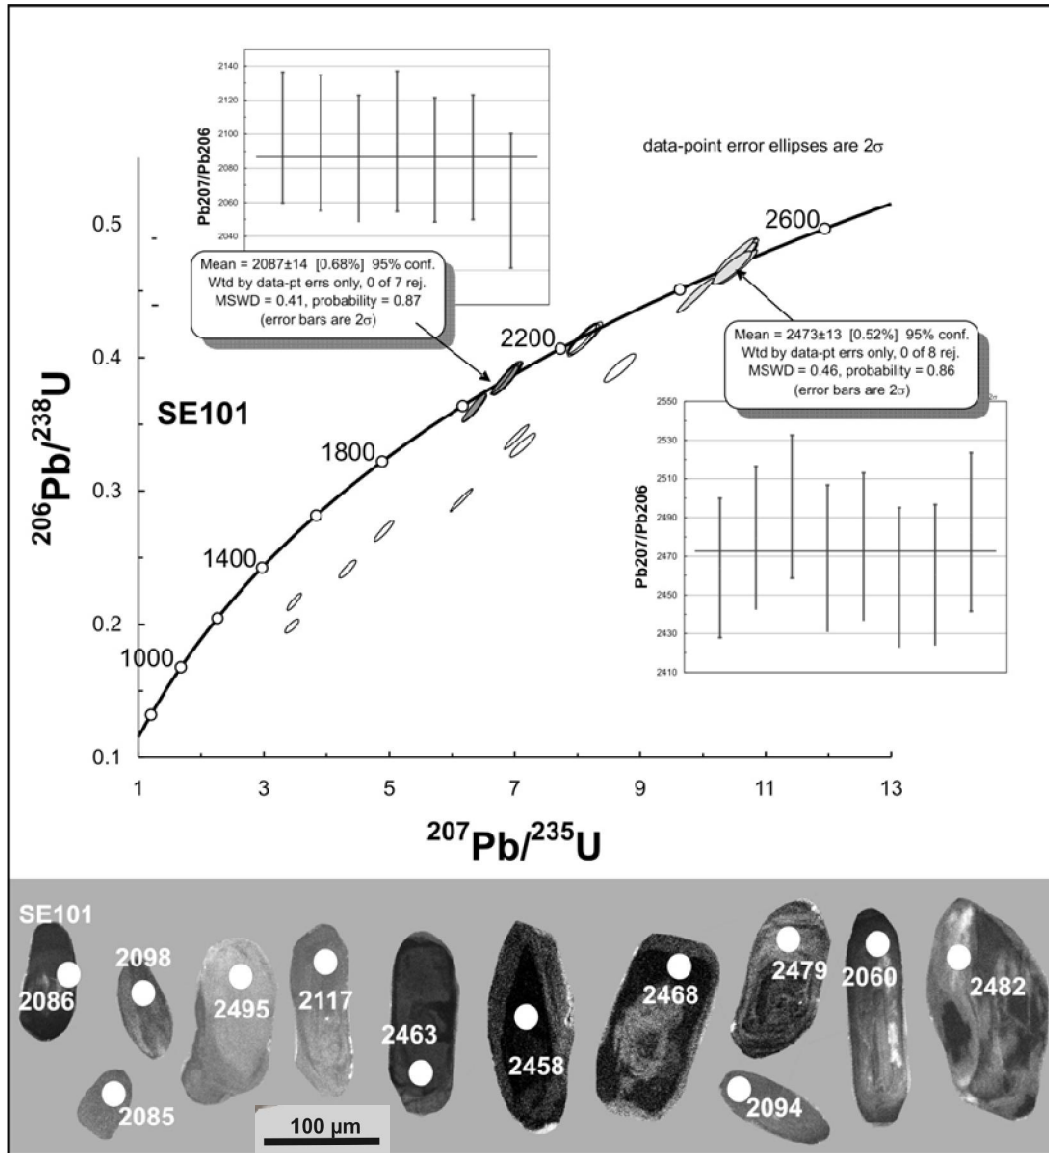 2140
2120
2100
2080
2060
2040
Pb207/Pb206
data-point error ellipses are 2σ
Mean = 2087±14 [0.68%] 95% conf.
Wtd by data-pt errs only, 0 of 7 rej.
MSWD = 0.41, probability = 0.87
(error bars are 2σ)
2600
2200
1800
1400
1000
SE101
Mean = 2473±13 [0.52%] 95% conf.
Wtd by data-pt errs only, 0 of 8 rej.
MSWD = 0.46, probability = 0.86
(error bars are 2σ)
2σ
2550
2530
2510
2490
2470
2450
2430
2410
Pb207/Pb206
0.5
0.4
0.3
0.2
0.1
206Pb/238U
1 3 5 7 9 11 13
207Pb/235U
SE101
2086
2098
2085
2495
2117
2463
2458
2468
2479
2094
2060
2482
100 µm